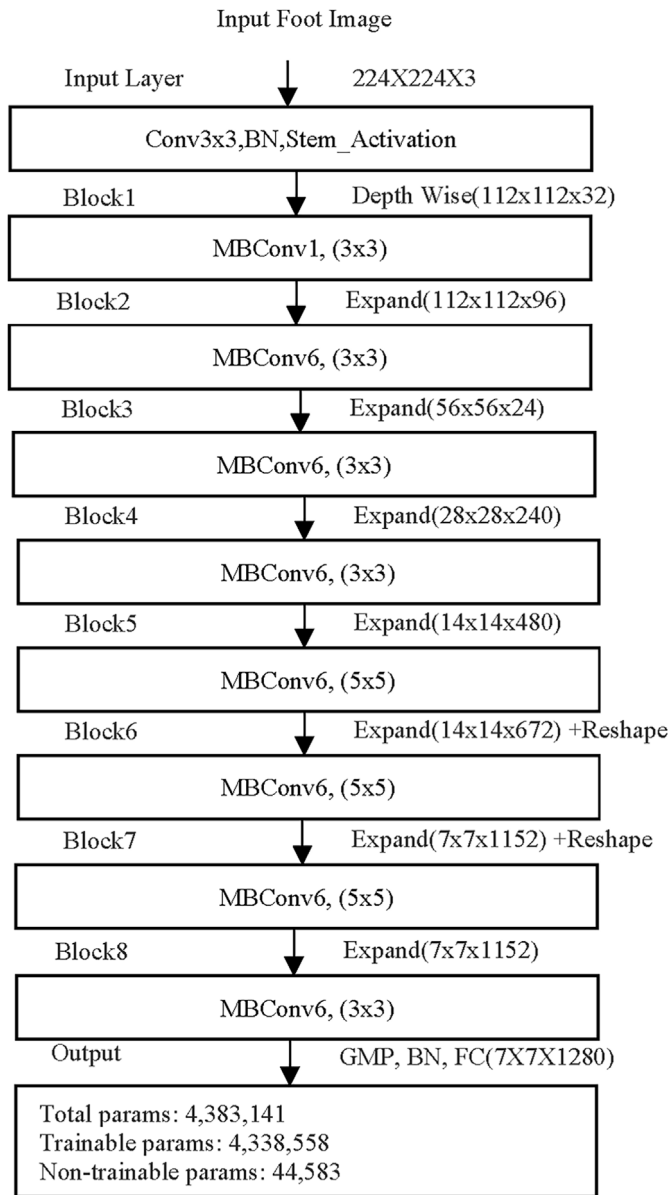 Input Foot Image
Input Layer 224X224X3
Conv3x3,BN,Stem_Activation
Block1 Depth Wise(112x112x32)
MBConv1, (3x3)
Block2 Expand(112x112x96)
MBConv6, (3x3)
Block3 Expand(56x56x24)
MBConv6, (3x3)
Block4 Expand(28x28x240)
MBConv6, (3x3)
Block5 Expand(14x14x480)
MBConv6, (5x5)
Block6 Expand(14x14x672) +Reshape
MBConv6, (5x5)
Block7 Expand(7x7x1152) +Reshape
MBConv6, (5x5)
Block8 Expand(7x7x1152)
MBConv6, (3x3)
Output GMP, BN, FC(7X7X1280)
Total params: 4,383,141
Trainable params: 4,338,558
Non-trainable params: 44,583